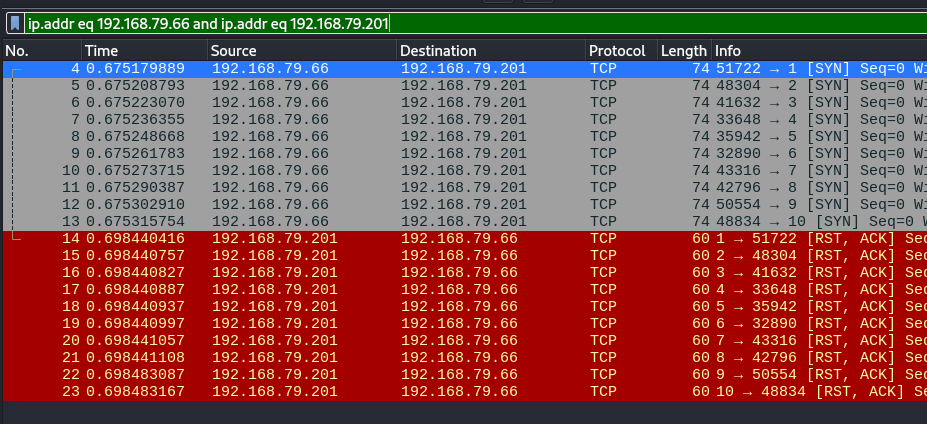 ip.addr eq 192.168.79.66 and ip.addr eq 192.168.79.201
No. Time Source Destination Protocol Length Info
4 0.675179889 192.168.79.66 192.168.79.201 TCP 74 51722 → 1 [SYN] Seq=0 Wi
5 0.675208793 192.168.79.66 192.168.79.201 TCP 74 48304 → 2 [SYN] Seq=0 Wi
6 0.675223070 192.168.79.66 192.168.79.201 TCP 74 41632 → 3 [SYN] Seq=0 Wi
7 0.675236355 192.168.79.66 192.168.79.201 TCP 74 33648 → 4 [SYN] Seq=0 Wi
8 0.675248668 192.168.79.66 192.168.79.201 TCP 74 35942 → 5 [SYN] Seq=0 Wi
9 0.675261783 192.168.79.66 192.168.79.201 TCP 74 32890 → 6 [SYN] Seq=0 Wi
10 0.675273715 192.168.79.66 192.168.79.201 TCP 74 43316 → 7 [SYN] Seq=0 Wi
11 0.675290387 192.168.79.66 192.168.79.201 TCP 74 42796 → 8 [SYN] Seq=0 Wi
12 0.675302910 192.168.79.66 192.168.79.201 TCP 74 50554 → 9 [SYN] Seq=0 Wi
13 0.675315754 192.168.79.66 192.168.79.201 TCP 74 48834 → 10 [SYN] Seq=0 W
14 0.698440416 192.168.79.201 192.168.79.66 TCP 60 1 → 51722 [RST, ACK] Sec
15 0.698440757 192.168.79.201 192.168.79.66 TCP 60 2 → 48304 [RST, ACK] Sec
16 0.698440827 192.168.79.201 192.168.79.66 TCP 60 3 → 41632 [RST, ACK] Sec
17 0.698440887 192.168.79.201 192.168.79.66 TCP 60 4 → 33648 [RST, ACK] Sec
18 0.698440937 192.168.79.201 192.168.79.66 TCP 60 5 → 35942 [RST, ACK] Sec
19 0.698440997 192.168.79.201 192.168.79.66 TCP 60 6 → 32890 [RST, ACK] Sec
20 0.698441057 192.168.79.201 192.168.79.66 TCP 60 7 → 43316 [RST, ACK] Sec
21 0.698441108 192.168.79.201 192.168.79.66 TCP 60 8 → 42796 [RST, ACK] Sec
22 0.698483087 192.168.79.201 192.168.79.66 TCP 60 9 → 50554 [RST, ACK] Sec
23 0.698483167 192.168.79.201 192.168.79.66 TCP 60 10 → 48834 [RST, ACK] Se